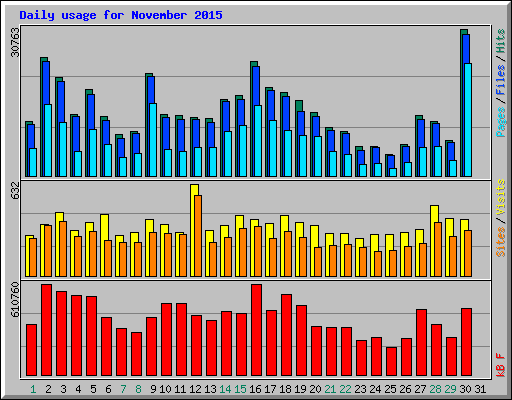 Daily usage for November 2015
30763
Pages / Files / Hits
632
Sites / Visits
610760
kB F
1 2 3 4 5 6 7 8 9 10 11 12 13 14 15 16 17 18 19 20 21 22 23 24 25 26 27 28 29 30 31